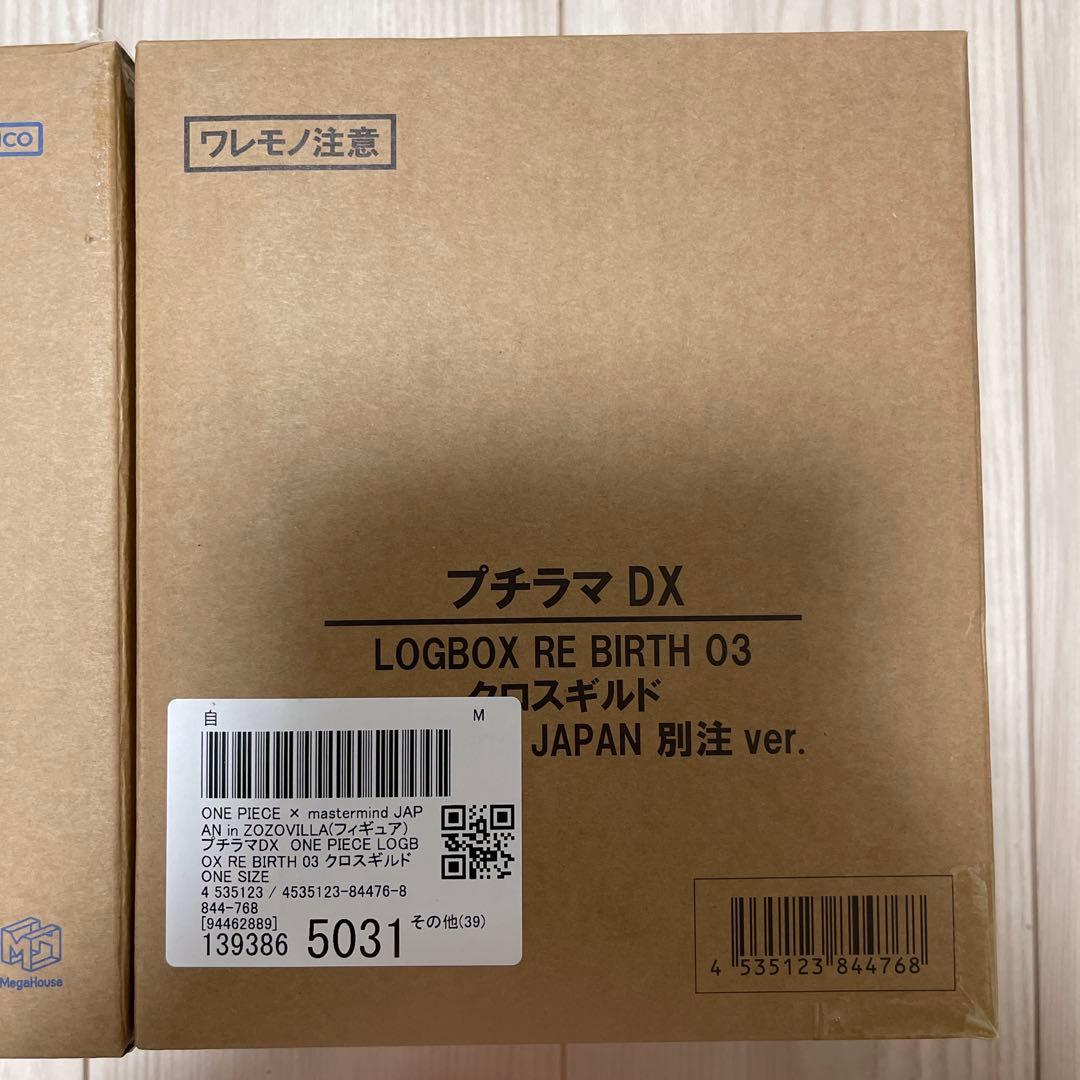 ICO
ワレモノ注意
プチラマ DX
LOGBOX RE BIRTH 03
クロスギルド
JAPAN 別注 ver.
自 M
ONE PIECE × mastermind JAP
AN in ZOZOVILLA(フィギュア)
プチラマDX ONE PIECE LOGB
OX RE BIRTH 03 クロスギルド
ONE SIZE
4 535123 / 4535123-84476-8
844-768
[94462889]
139386 5031 その他(39)
4 535123 844768
MegaHouse